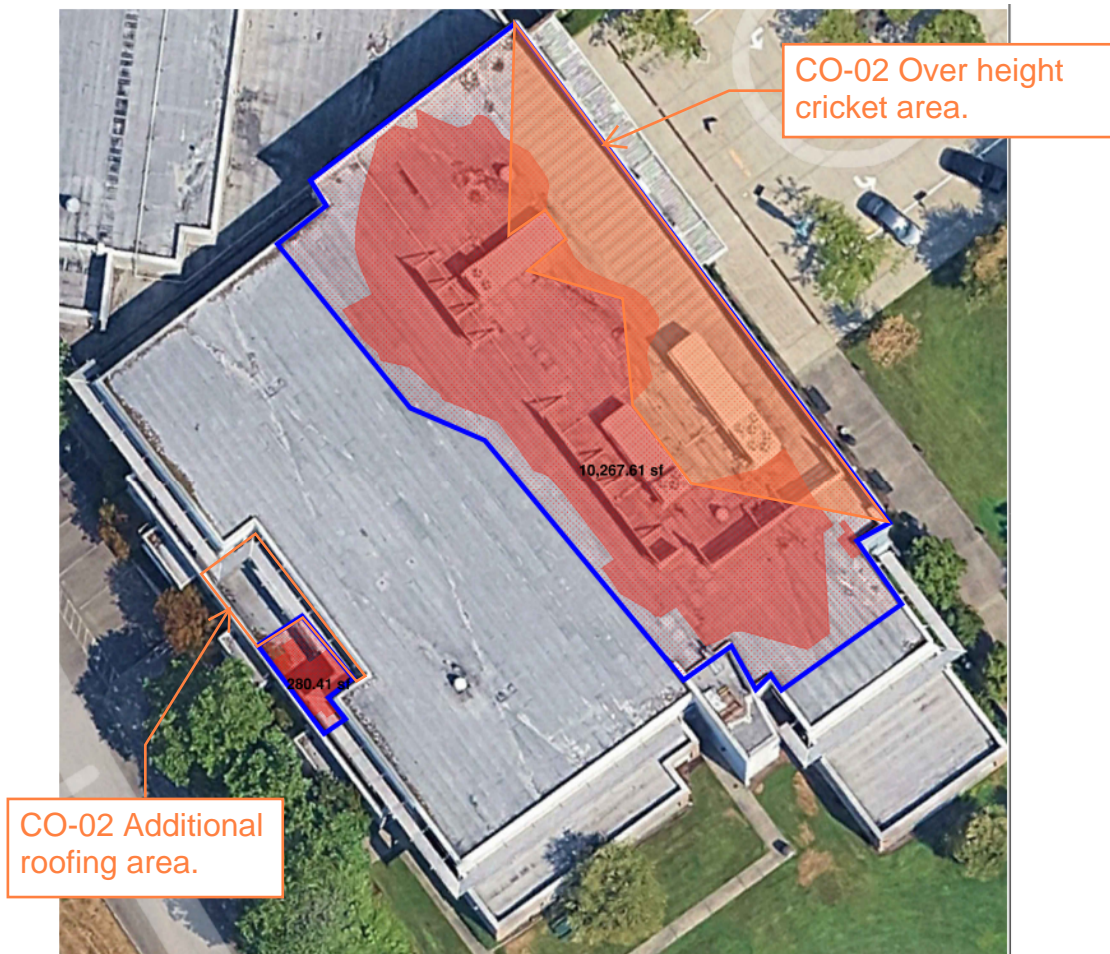 CO-02 Over height
cricket area.
10,267.61 sf
280.41 sf
CO-02 Additional
roofing area.